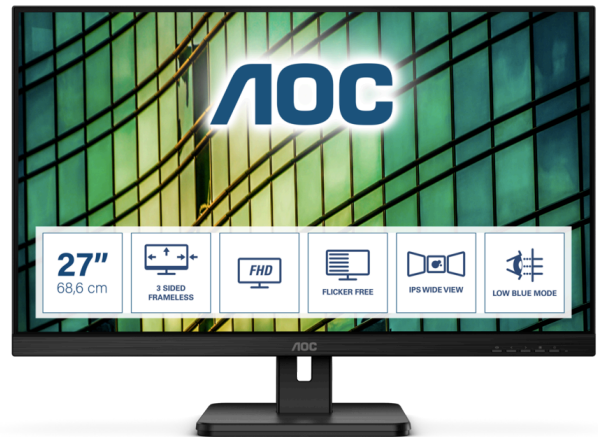 AOC
27"
68,6 cm
3 SIDED
FRAMELESS
FHD
FLICKER FREE
IPS WIDE VIEW
LOW BLUE MODE
AOC